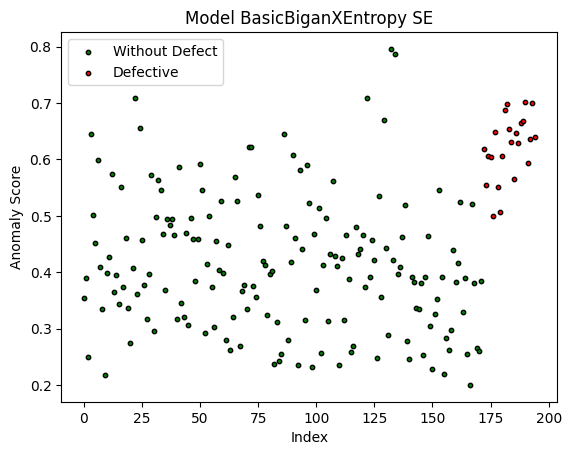 Model BasicBiganXEntropy SE
Without Defect
Defective
Anomaly Score
0.8
0.7
0.6
0.5
0.4
0.3
0.2
0 25 50 75 100 125 150 175 200
Index